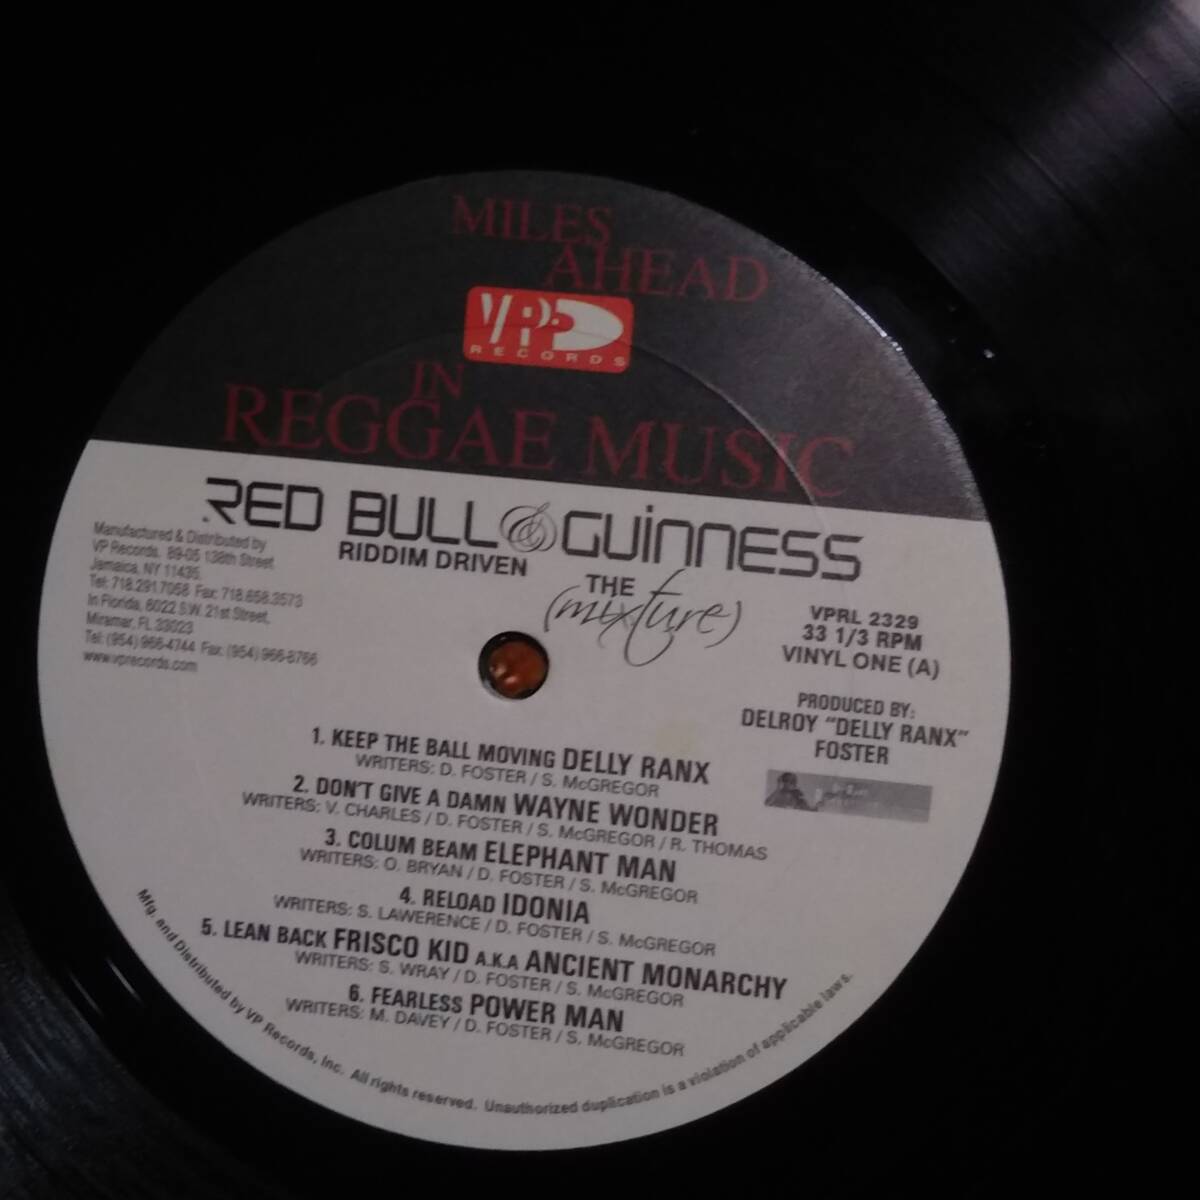 MILES
AHEAD
VP
RECORDS
IN
REGGAE MUSIC
RED BULL & GUINNESS
RIDDIM DRIVEN
THE
(mixture)
Manufactured & Distributed by
VP Records, 89-05 138th Street
Jamaica, NY 11435.
Tel: 718.291.7058 Fax: 718.658.3573
In Florida, 6022 S.W. 21st Street,
Miramar, FL 33023
Tel: (954) 966-4744 Fax: (954) 966-8766
www.vprecords.com
VPRL 2329
33 1/3 RPM
VINYL ONE (A)
PRODUCED BY:
DELROY "DELLY RANX"
FOSTER
1. KEEP THE BALL MOVING DELLY RANX
WRITERS: D. FOSTER / S. McGREGOR
2. DON'T GIVE A DAMN WAYNE WONDER
WRITERS: V. CHARLES / D. FOSTER / S. McGREGOR / R. THOMAS
3. COLUM BEAM ELEPHANT MAN
WRITERS: O. BRYAN / D. FOSTER / S. McGREGOR
4. RELOAD IDONIA
WRITERS: S. LAWERENCE / D. FOSTER / S. McGREGOR
5. LEAN BACK FRISCO KID A.K.A ANCIENT MONARCHY
WRITERS: S. WRAY / D. FOSTER / S. McGREGOR
6. FEARLESS POWER MAN
WRITERS: M. DAVEY / D. FOSTER / S. McGREGOR
Mfg. and Distributed by VP Records, Inc. All rights reserved. Unauthorized duplication is a violation of applicable laws.